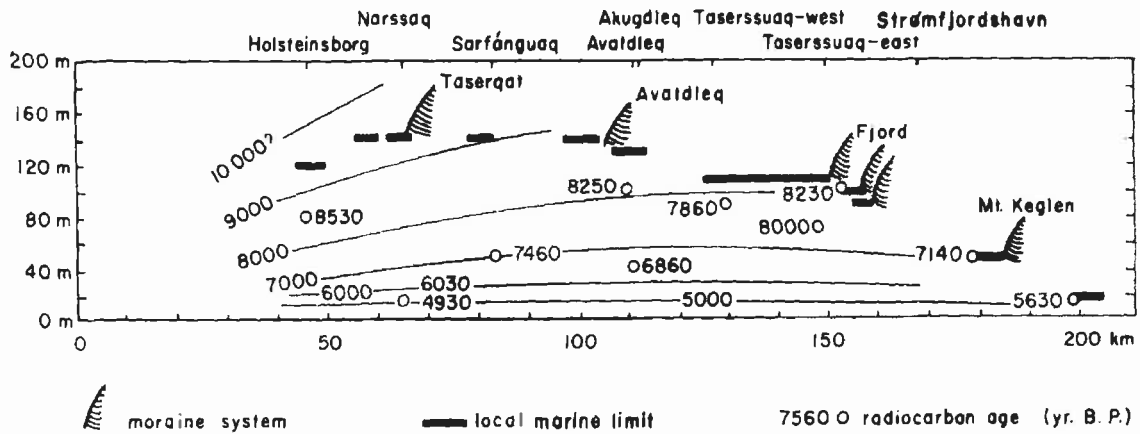 Narssaq Akugdleq Taserssuaq-west Strømfjordshavn
Holsteinsborg Sarfánguaq Avatdleq Taserssuaq-east
200 m
Taserqat Avatdleq
160 m
10 000? Fjord
120 m
8250 8230
9000 8530 7860 Mt. Keglen
80 m
80000
8000
7460 7140
40 m
7000 6860
6000 6030
4930 5000 5630
0 m
0 50 100 150 200 km
moraine system local marine limit 7560 radiocarbon age (yr. B. P.)